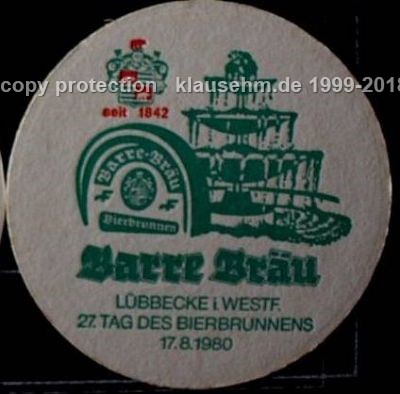 copy protection klausehm.de 1999-2018
seit 1842
Barre-Bräu
Bierbrunnen
Barre Bräu
LÜBBECKE i. WESTF.
27. TAG DES BIERBRUNNENS
17.8.1980